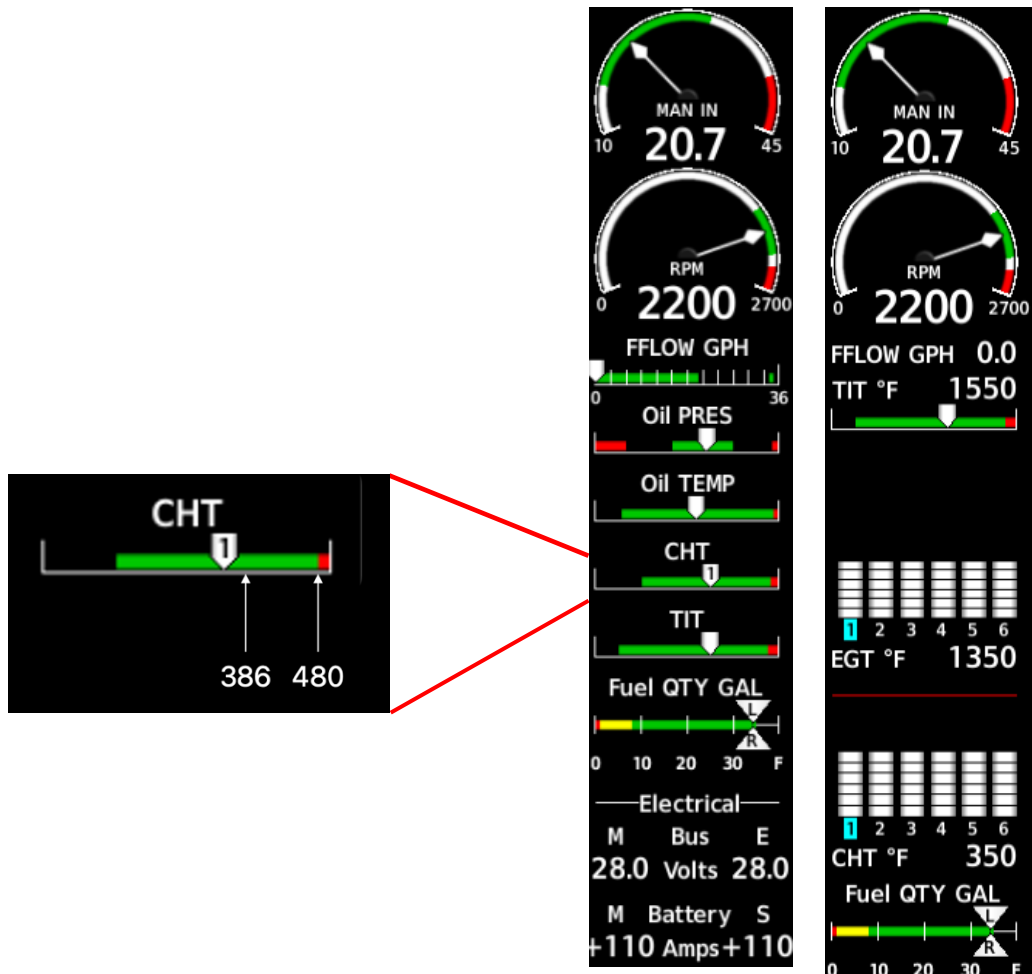 CHT
1
386 480
MAN IN
10 20.7 45
RPM
0 2200 2700
FFLOW GPH
0 36
Oil PRES
Oil TEMP
CHT
1
TIT
Fuel QTY GAL
L
R
0 10 20 30 F
Electrical
M Bus E
28.0 Volts 28.0
M Battery S
+110 Amps +110
MAN IN
10 20.7 45
RPM
0 2200 2700
FFLOW GPH 0.0
TIT °F 1550
1 2 3 4 5 6
EGT °F 1350
1 2 3 4 5 6
CHT °F 350
Fuel QTY GAL
L
R
0 10 20 30 F